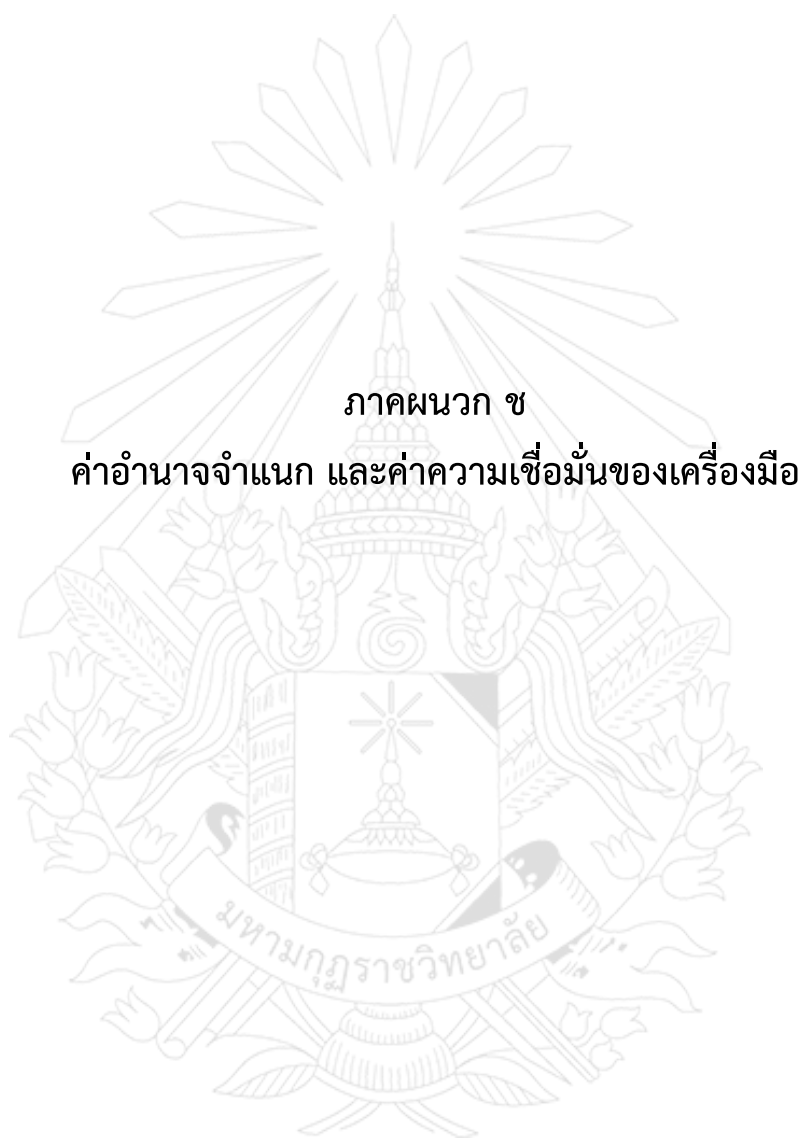 ภาคผนวก ช
ค่าอำนาจจำแนก และค่าความเชื่อมั่นของเครื่องมือ
มหามกุฏราชวิทยาลัย